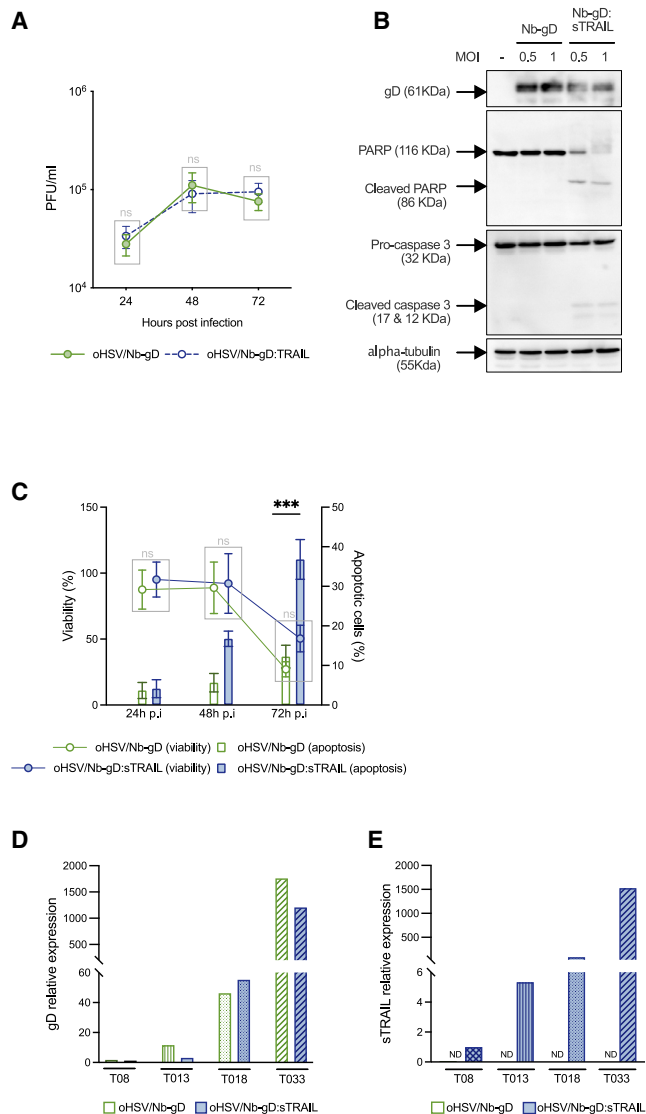 A
PFU/ml
10^6
10^5
10^4
ns
ns
ns
24
48
72
Hours post infection
oHSV/Nb-gD
oHSV/Nb-gD:TRAIL
B
Nb-gD
Nb-gD:
sTRAIL
MOI
-
0.5
1
0.5
1
gD (61KDa)
PARP (116 KDa)
Cleaved PARP
(86 KDa)
Pro-caspase 3
(32 KDa)
Cleaved caspase 3
(17 & 12 KDa)
alpha-tubulin
(55Kda)
C
Viability (%)
150
100
50
0
ns
ns
ns
***
50
40
30
20
10
0
Apoptotic cells (%)
24h p.i
48h p.i
72h p.i
oHSV/Nb-gD (viability)
oHSV/Nb-gD (apoptosis)
oHSV/Nb-gD:sTRAIL (viability)
oHSV/Nb-gD:sTRAIL (apoptosis)
D
gD relative expression
2000
1500
1000
500
60
40
20
0
T08
T013
T018
T033
oHSV/Nb-gD
oHSV/Nb-gD:sTRAIL
E
sTRAIL relative expression
2000
1500
1000
500
6
4
2
0
ND
ND
ND
ND
T08
T013
T018
T033
oHSV/Nb-gD
oHSV/Nb-gD:sTRAIL